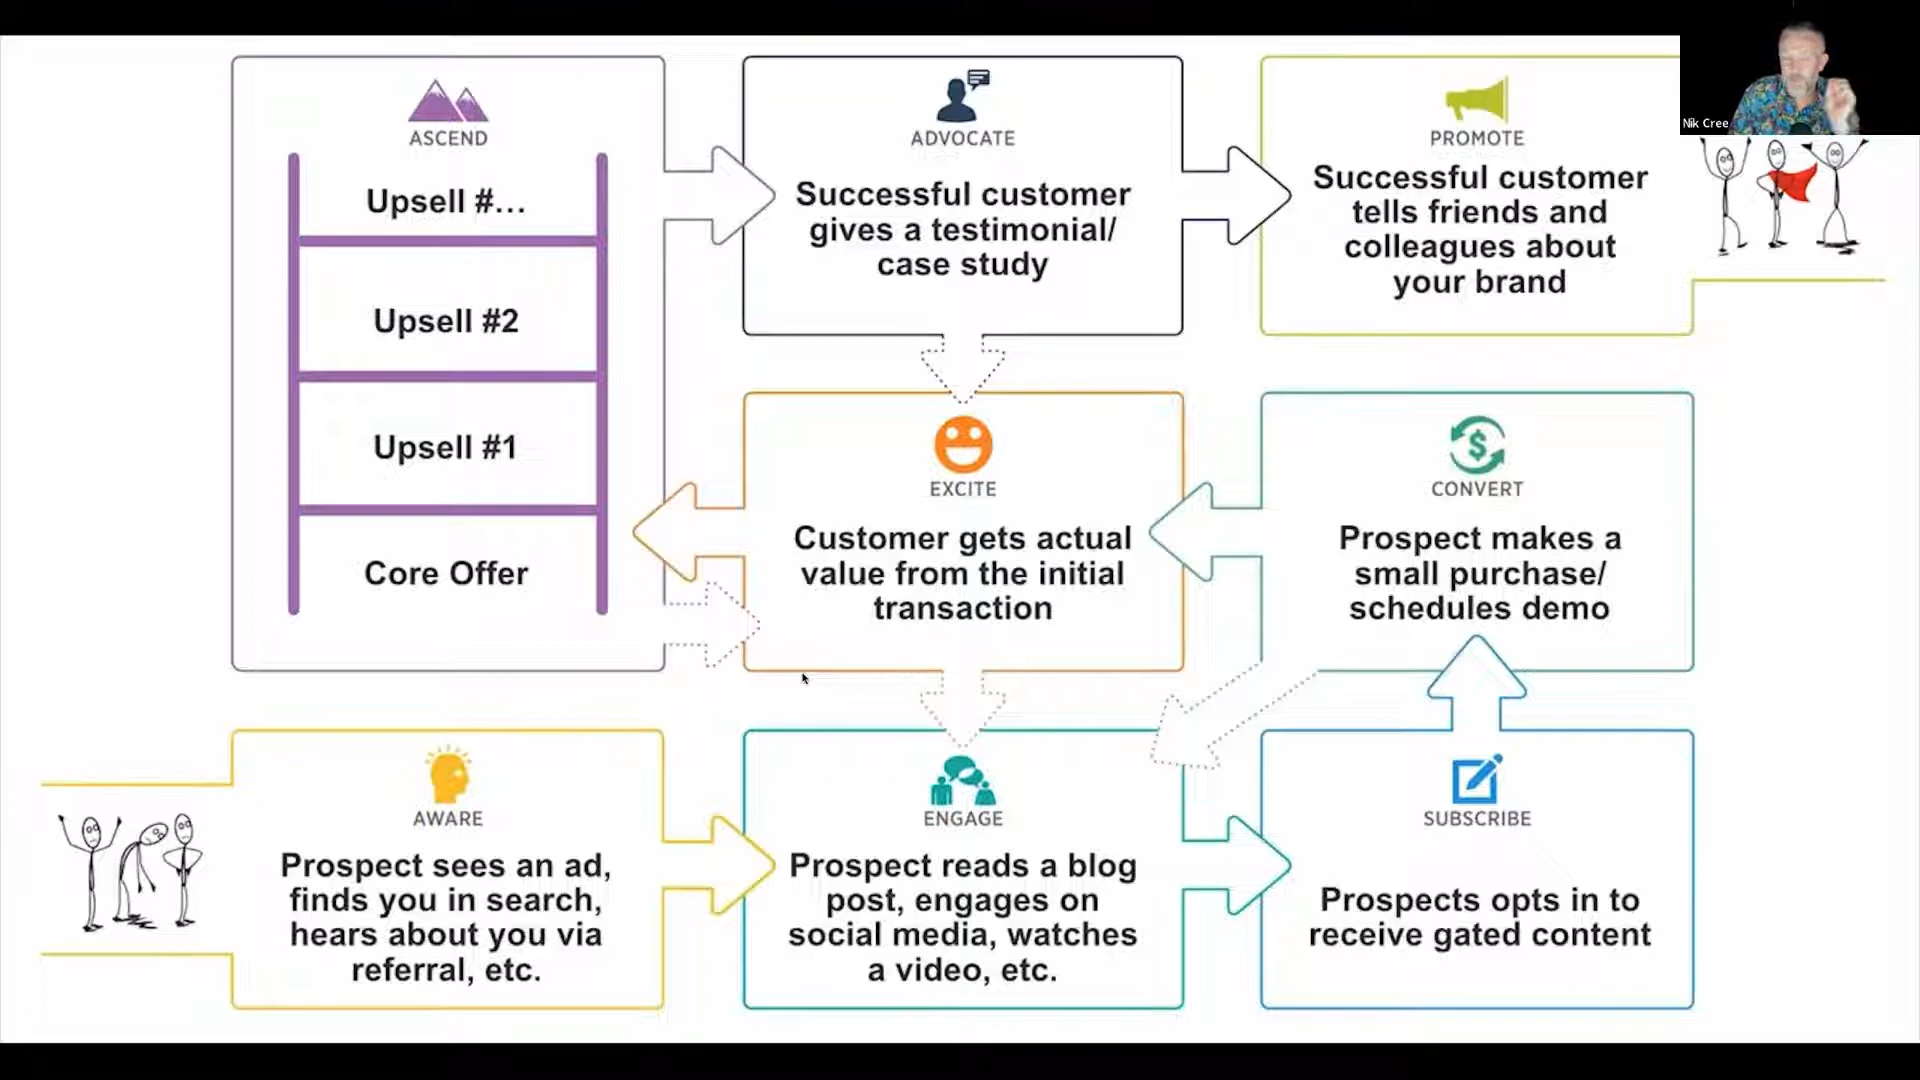 ASCEND
Upsell #...
Upsell #2
Upsell #1
Core Offer
ADVOCATE
Successful customer
gives a testimonial/
case study
PROMOTE
Successful customer
tells friends and
colleagues about
your brand
Nik Cree
EXCITE
Customer gets actual
value from the initial
transaction
CONVERT
Prospect makes a
small purchase/
schedules demo
AWARE
Prospect sees an ad,
finds you in search,
hears about you via
referral, etc.
ENGAGE
Prospect reads a blog
post, engages on
social media, watches
a video, etc.
SUBSCRIBE
Prospects opts in to
receive gated content